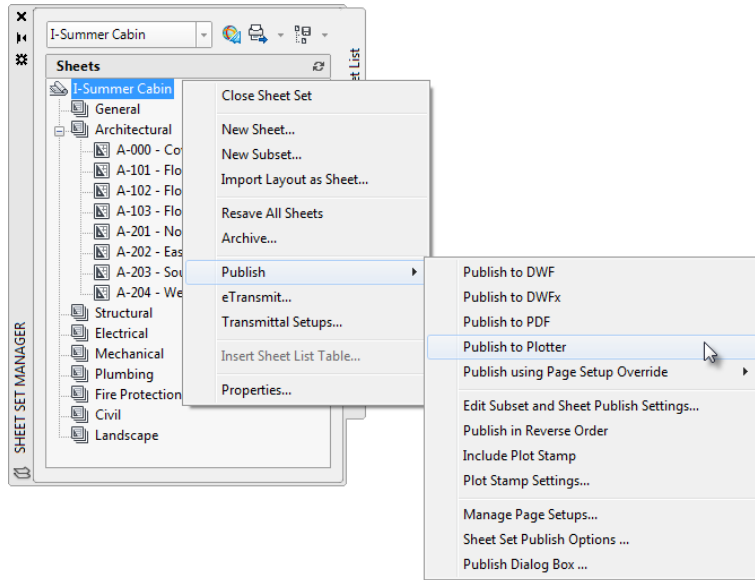 I-Summer Cabin
Sheets
I-Summer Cabin
General
Architectural
A-000 - Co
A-101 - Flo
A-102 - Flo
A-103 - Flo
A-201 - No
A-202 - Eas
A-203 - Sou
A-204 - We
Structural
Electrical
Mechanical
Plumbing
Fire Protection
Civil
Landscape
SHEET SET MANAGER
et List
Close Sheet Set
New Sheet...
New Subset...
Import Layout as Sheet...
Resave All Sheets
Archive...
Publish
eTransmit...
Transmittal Setups...
Insert Sheet List Table...
Properties...
Publish to DWF
Publish to DWFx
Publish to PDF
Publish to Plotter
Publish using Page Setup Override
Edit Subset and Sheet Publish Settings...
Publish in Reverse Order
Include Plot Stamp
Plot Stamp Settings...
Manage Page Setups...
Sheet Set Publish Options ...
Publish Dialog Box ...